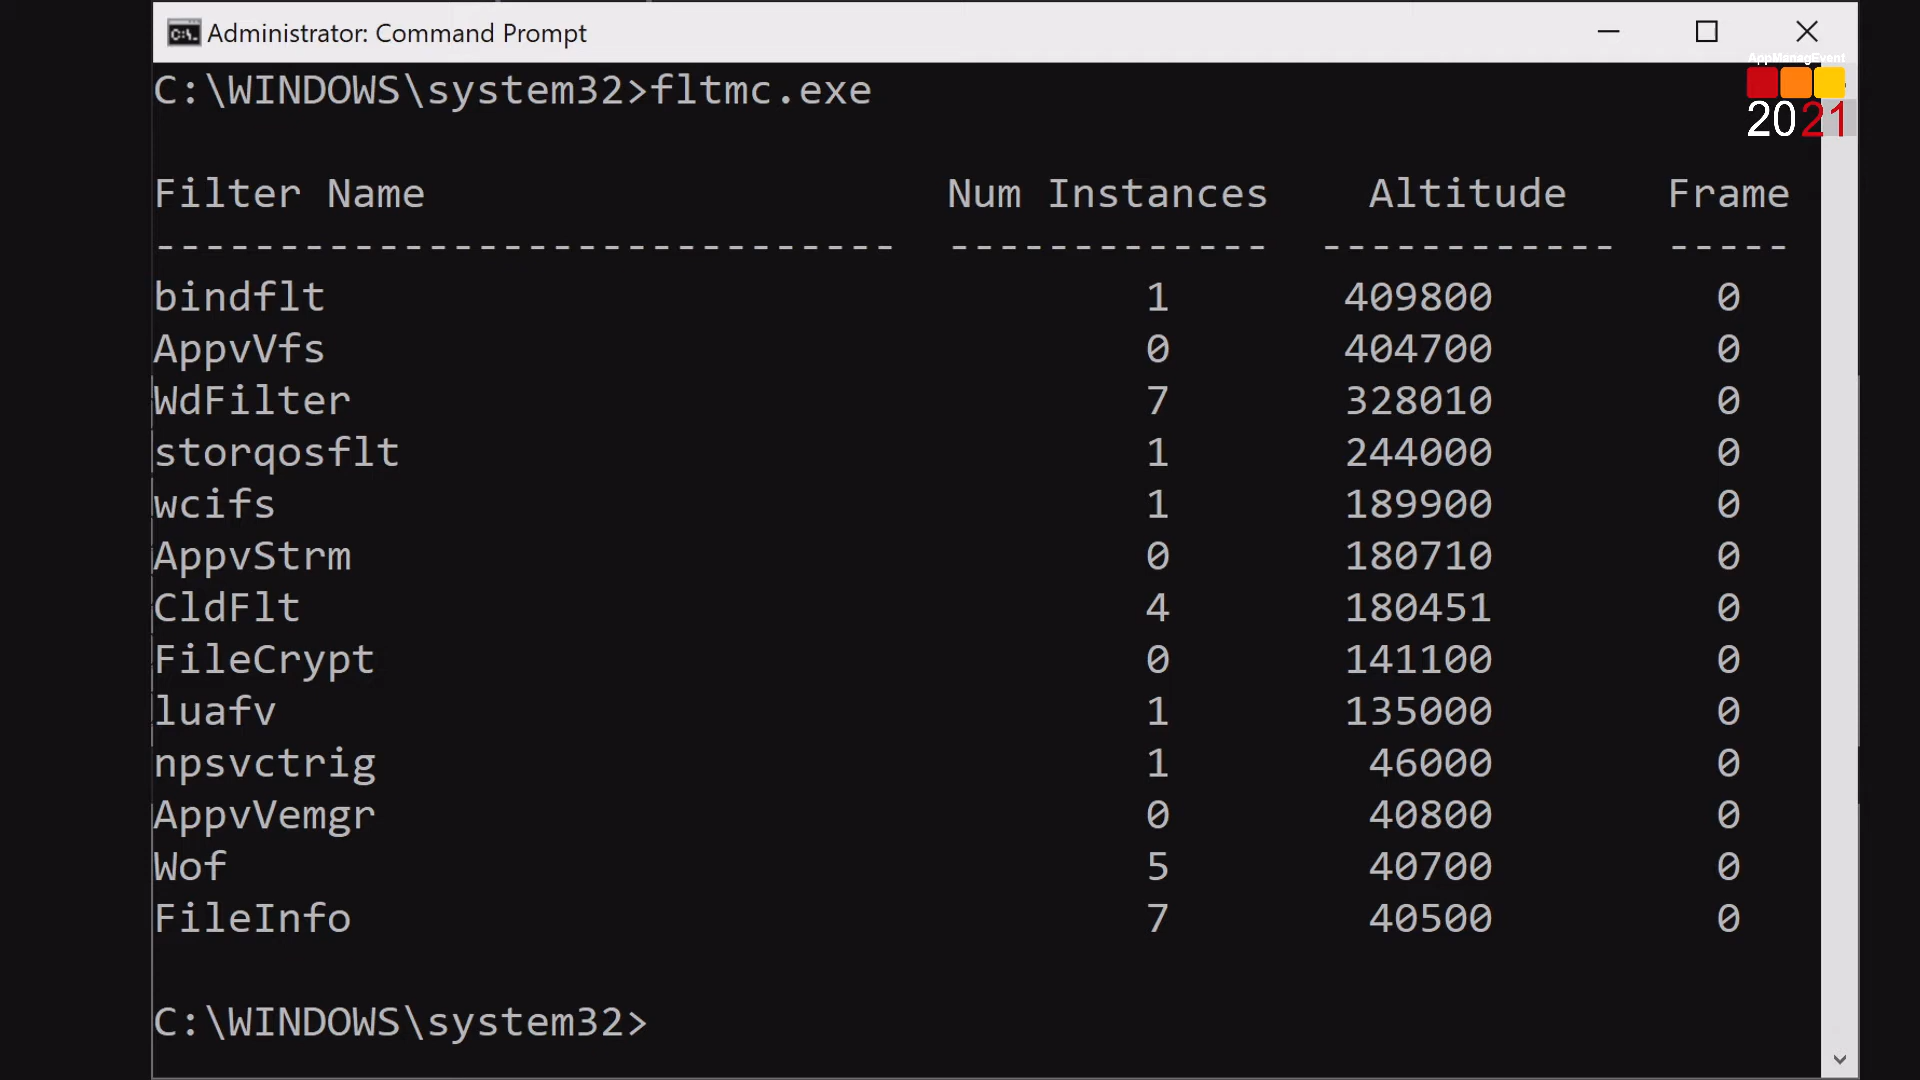 Administrator: Command Prompt
AppManagEvent
2021
C:\WINDOWS\system32>fltmc.exe
Filter Name Num Instances Altitude Frame
------------------------------ ------------- ------------ -----
bindflt 1 409800 0
AppvVfs 0 404700 0
WdFilter 7 328010 0
storqosflt 1 244000 0
wcifs 1 189900 0
AppvStrm 0 180710 0
CldFlt 4 180451 0
FileCrypt 0 141100 0
luafv 1 135000 0
npsvctrig 1 46000 0
AppvVemgr 0 40800 0
Wof 5 40700 0
FileInfo 7 40500 0
C:\WINDOWS\system32>